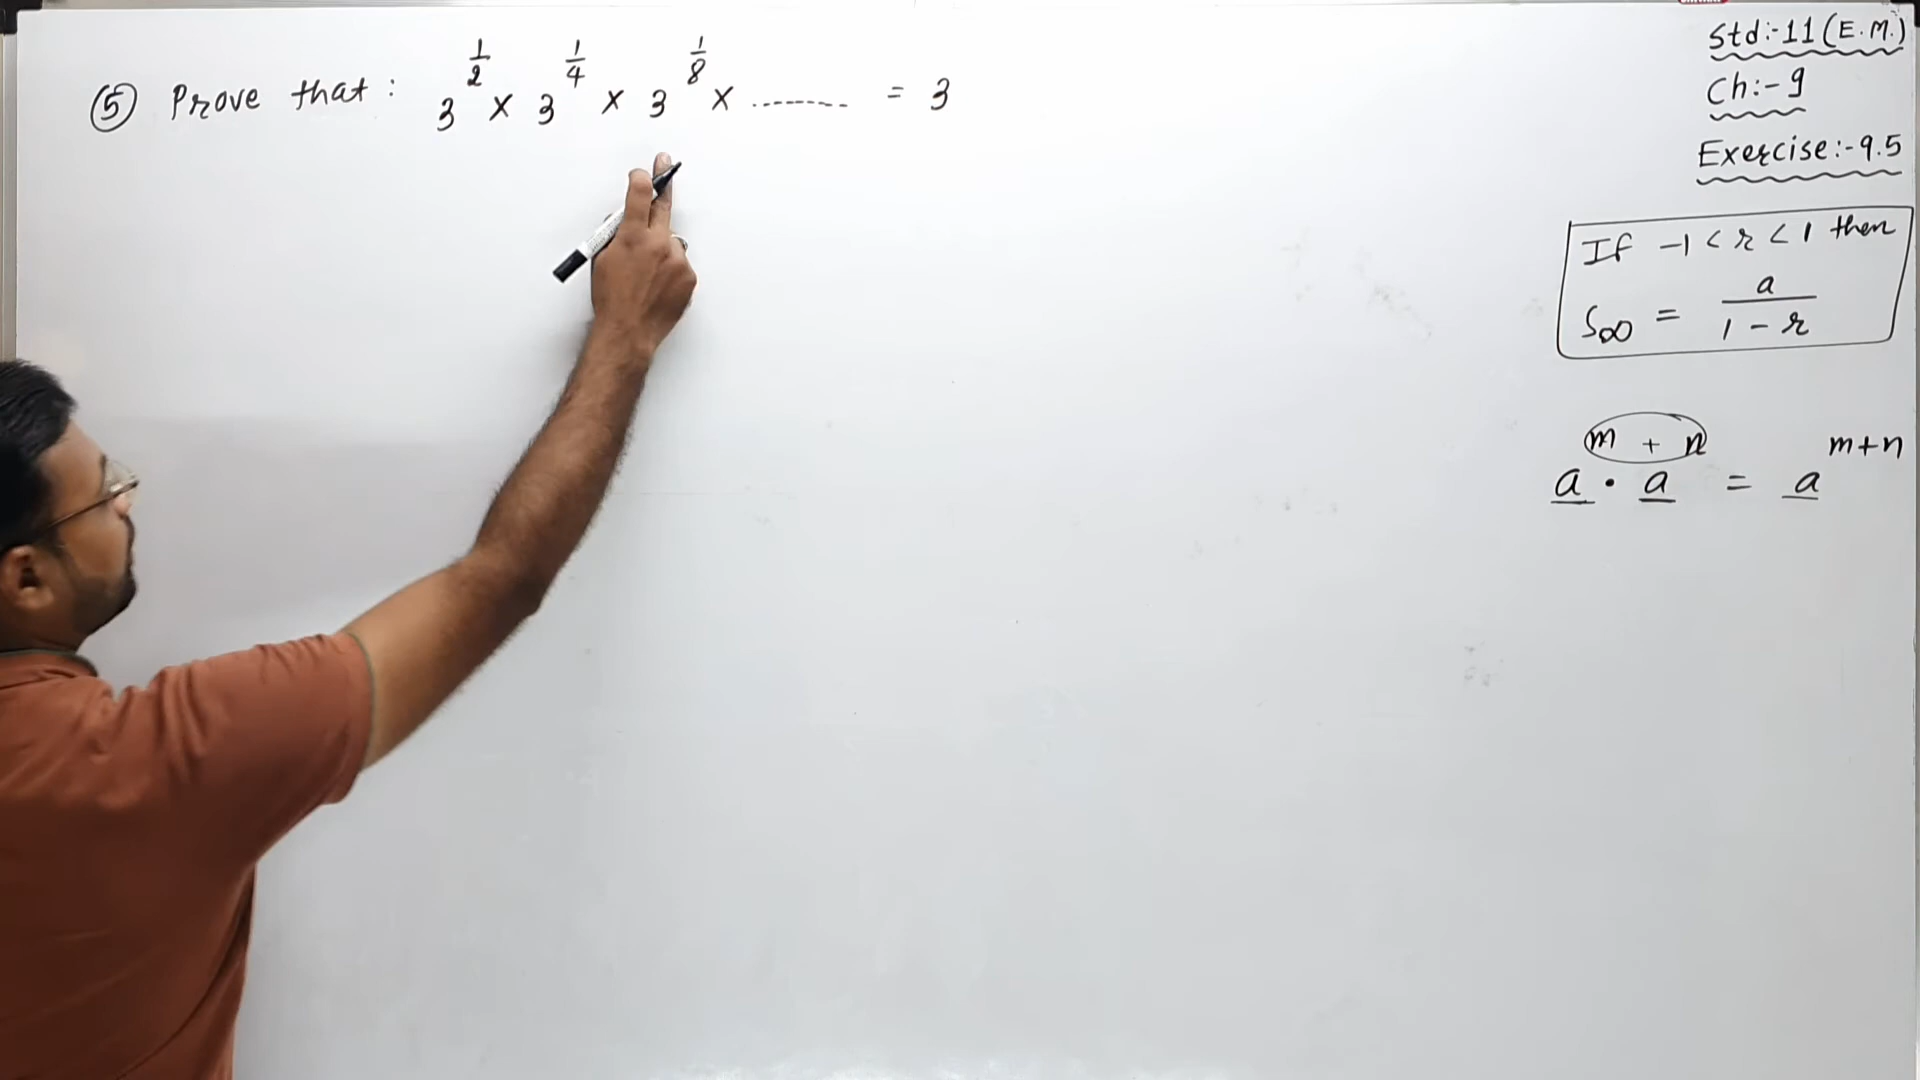 ⑤ Prove that : 3^{1/2} × 3^{1/4} × 3^{1/8} × ........ = 3
Std:-11 (E.M.)
Ch:-9
Exercise:-9.5
If -1 < r < 1 then
S∞ = a / (1 - r)
a^{m} · a^{n} = a^{m+n}